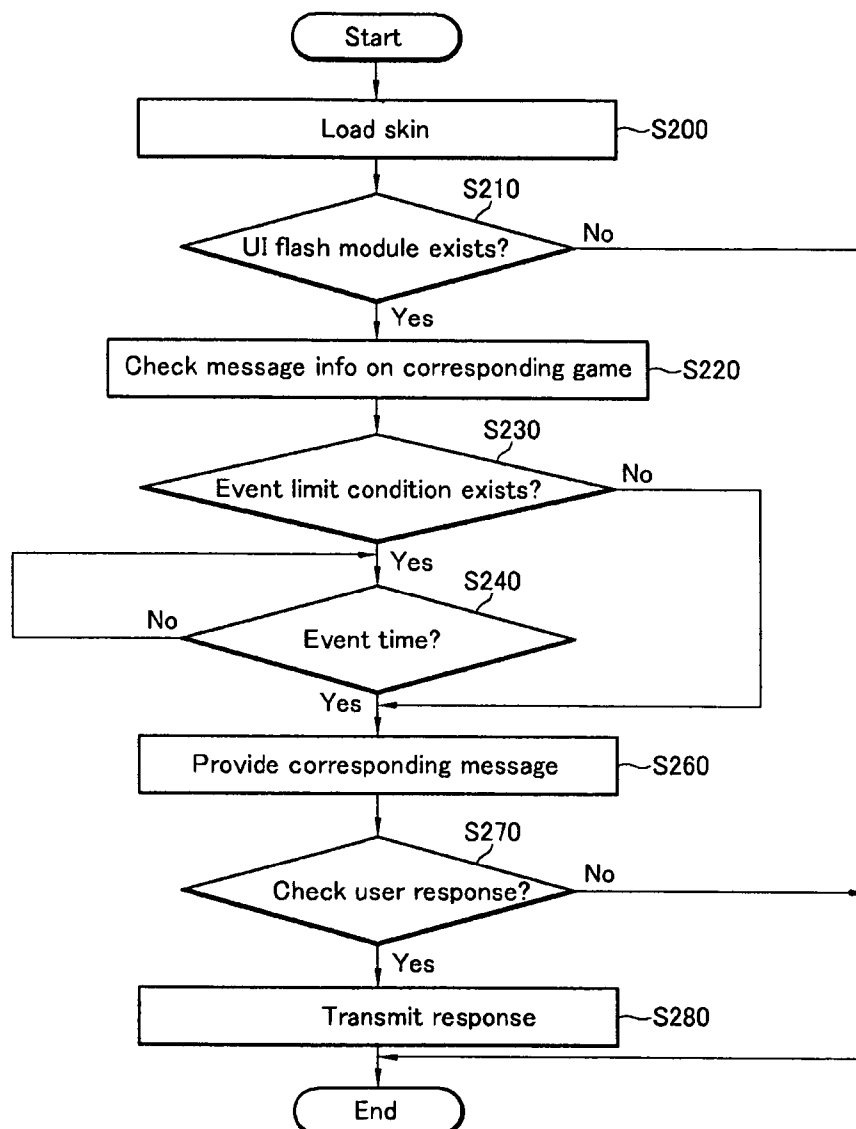 Start
Load skin
S200
S210
UI flash module exists?
No
Yes
Check message info on corresponding game
S220
S230
Event limit condition exists?
No
Yes
S240
No
Event time?
Yes
Provide corresponding message
S260
S270
Check user response?
No
Yes
Transmit response
S280
End